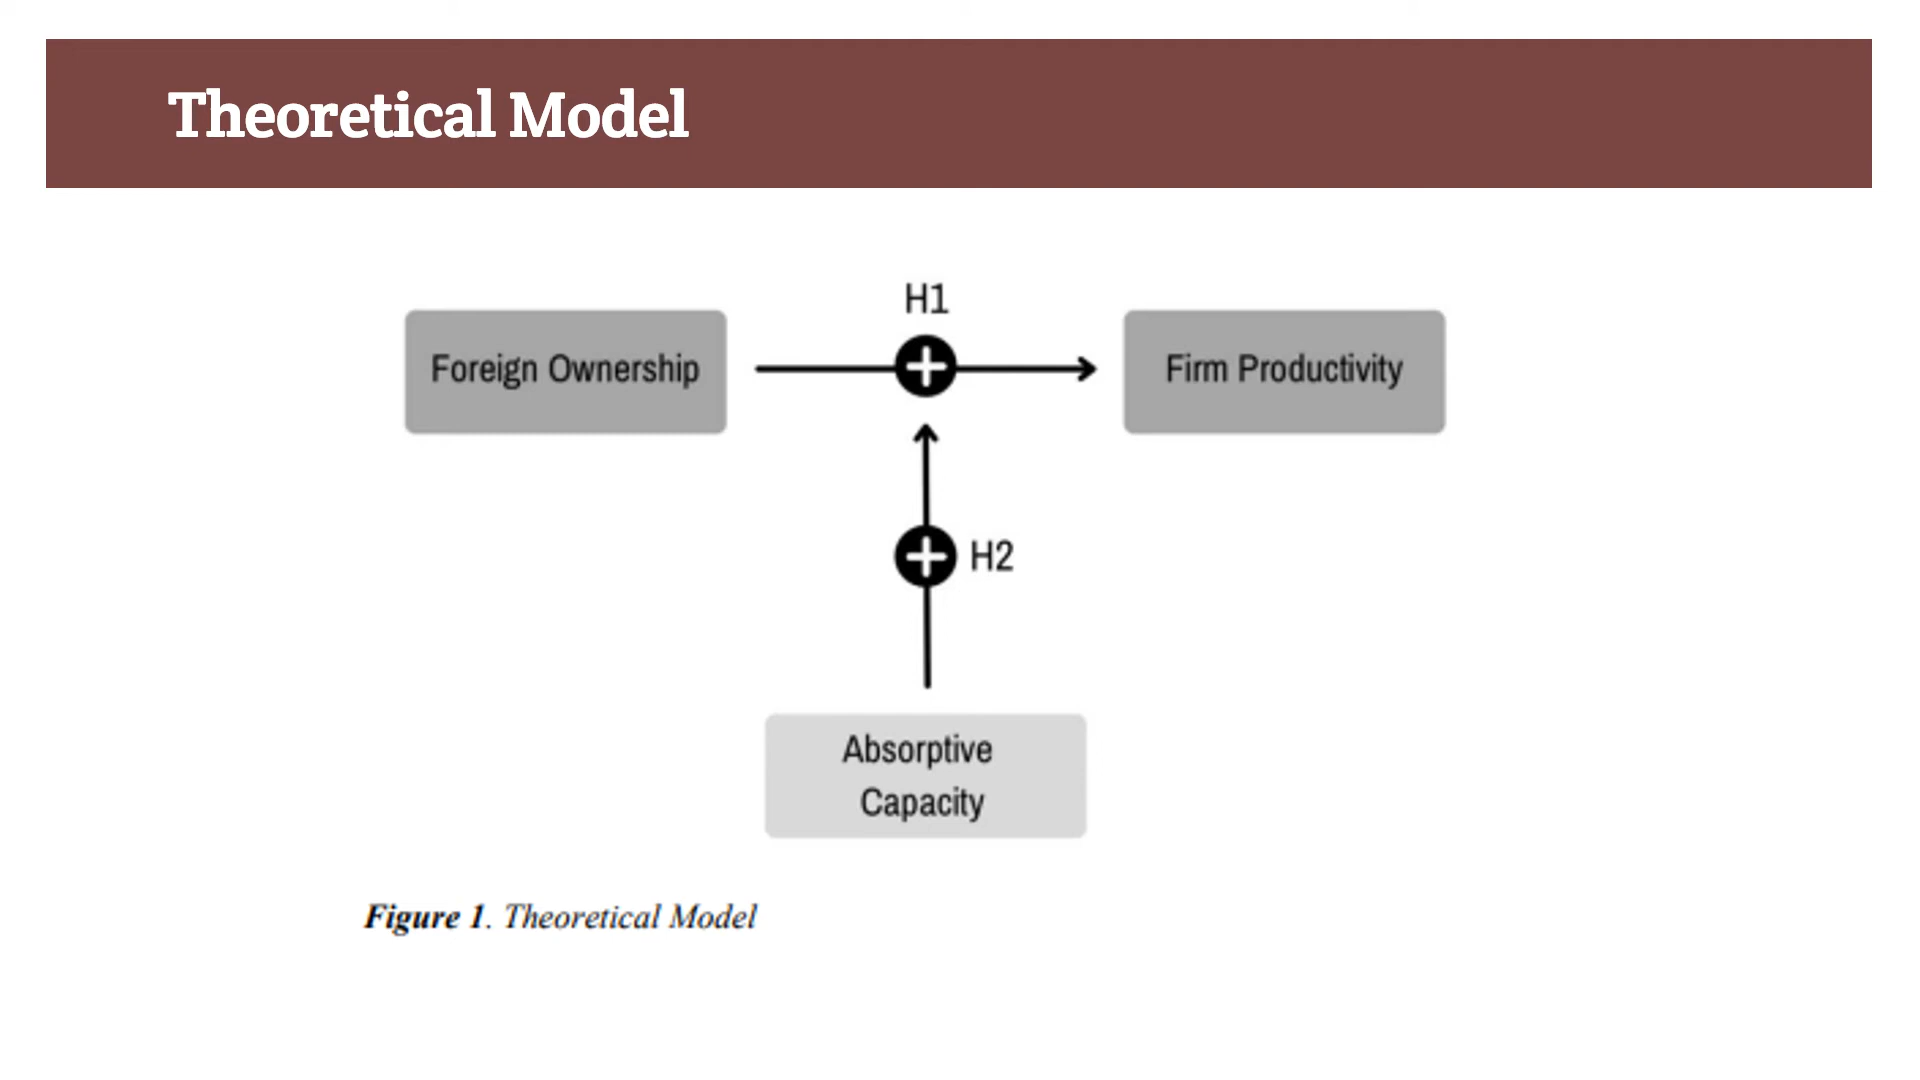 Theoretical Model
H1
Foreign Ownership
Firm Productivity
H2
Absorptive
Capacity
Figure 1. Theoretical Model